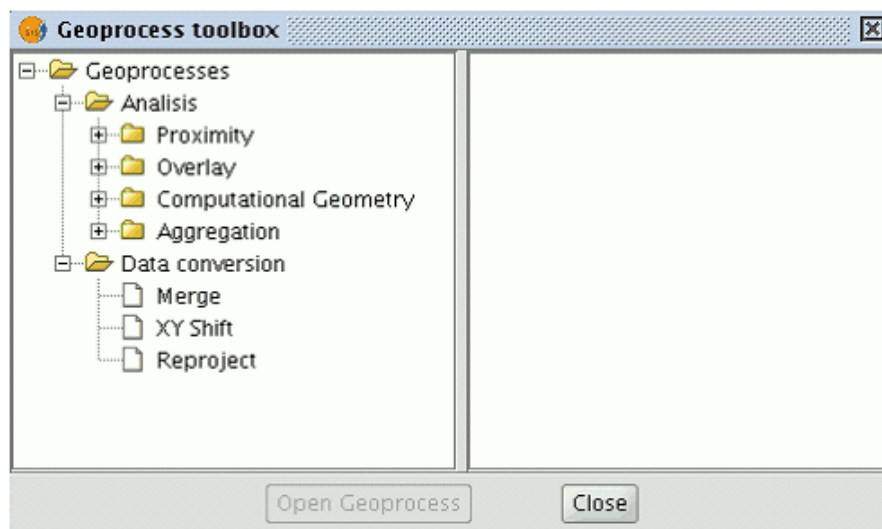 Geoprocess toolbox
Geoprocesses
Analisis
Proximity
Overlay
Computational Geometry
Aggregation
Data conversion
Merge
XY Shift
Reproject
Open Geoprocess Close